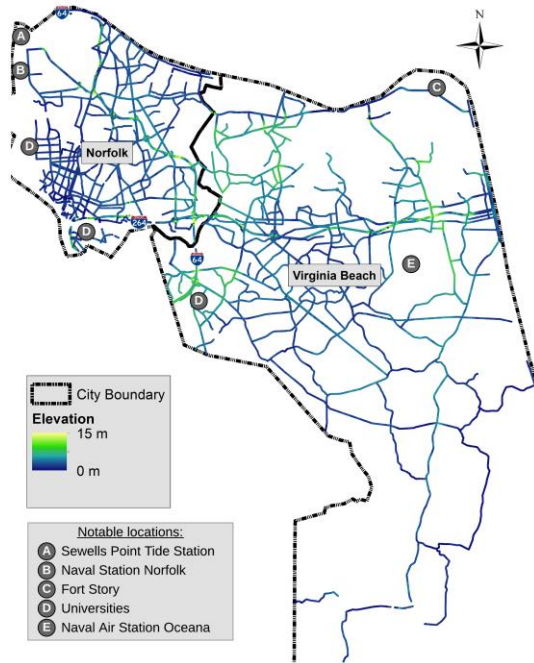 64
N
A
B
C
D
Norfolk
D
264
64
Virginia Beach
E
D
City Boundary
Elevation
15 m
0 m
Notable locations:
A Sewells Point Tide Station
B Naval Station Norfolk
C Fort Story
D Universities
E Naval Air Station Oceana